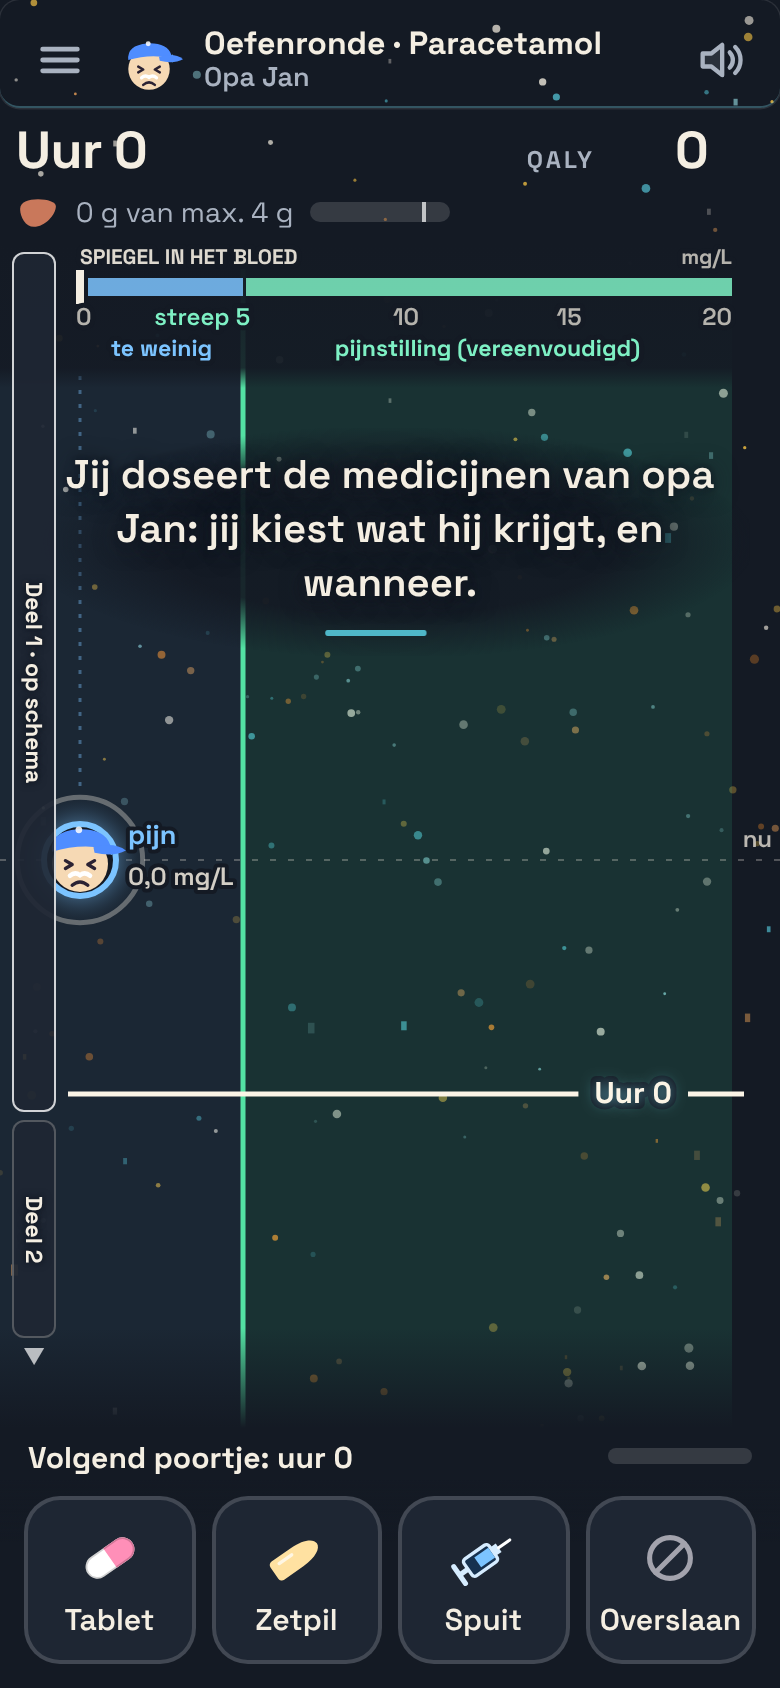 Oefenronde · Paracetamol
Opa Jan
Uur 0
QALY 0
0 g van max. 4 g
SPIEGEL IN HET BLOED mg/L
0 streep 5 10 15 20
te weinig pijnstilling (vereenvoudigd)
Jij doseert de medicijnen van opa
Jan: jij kiest wat hij krijgt, en
wanneer.
Deel 1 · op schema
pijn
0,0 mg/L
nu
Uur 0
Deel 2
Volgend poortje: uur 0
Tablet
Zetpil
Spuit
Overslaan